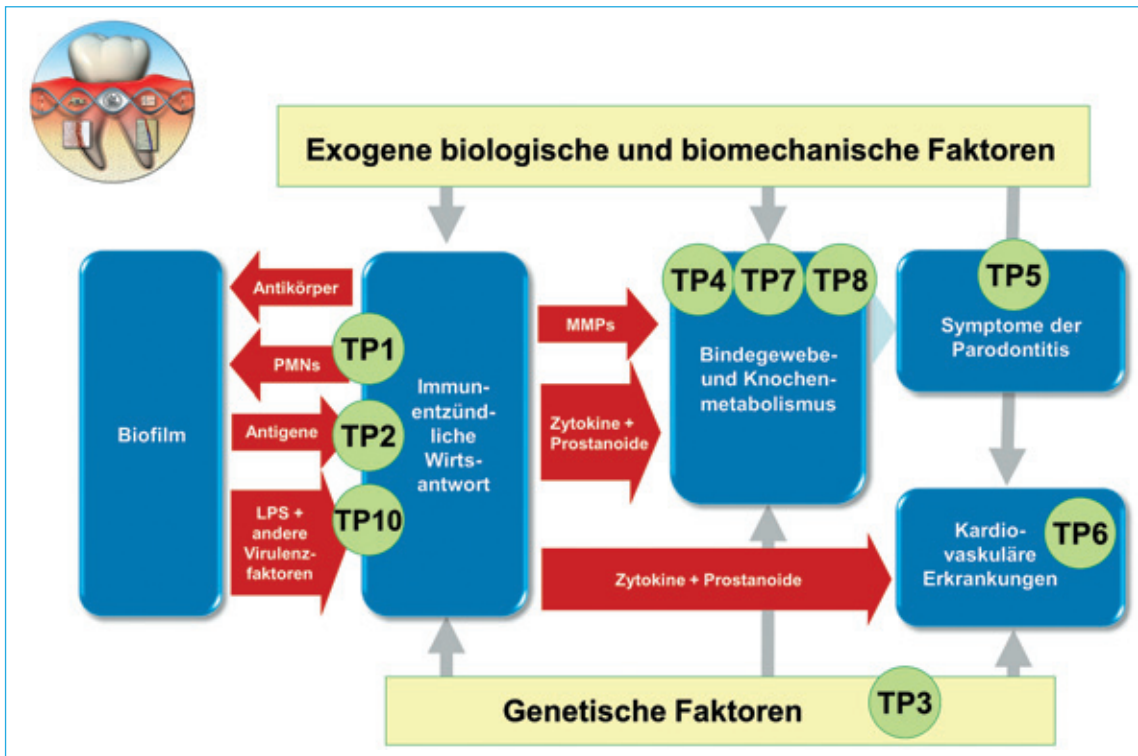 Exogene biologische und biomechanische Faktoren
Biofilm
Antikörper
PMNs
Antigene
LPS +
andere
Virulenz-
faktoren
TP1
TP2
TP10
Immun-
entzünd-
liche
Wirts-
antwort
MMPs
Zytokine +
Prostanoide
Zytokine + Prostanoide
TP4
TP7
TP8
Bindegewebe-
und Knochen-
metabolismus
TP5
Symptome der
Parodontitis
Kardio-
vaskuläre
Erkrankungen
TP6
Genetische Faktoren
TP3